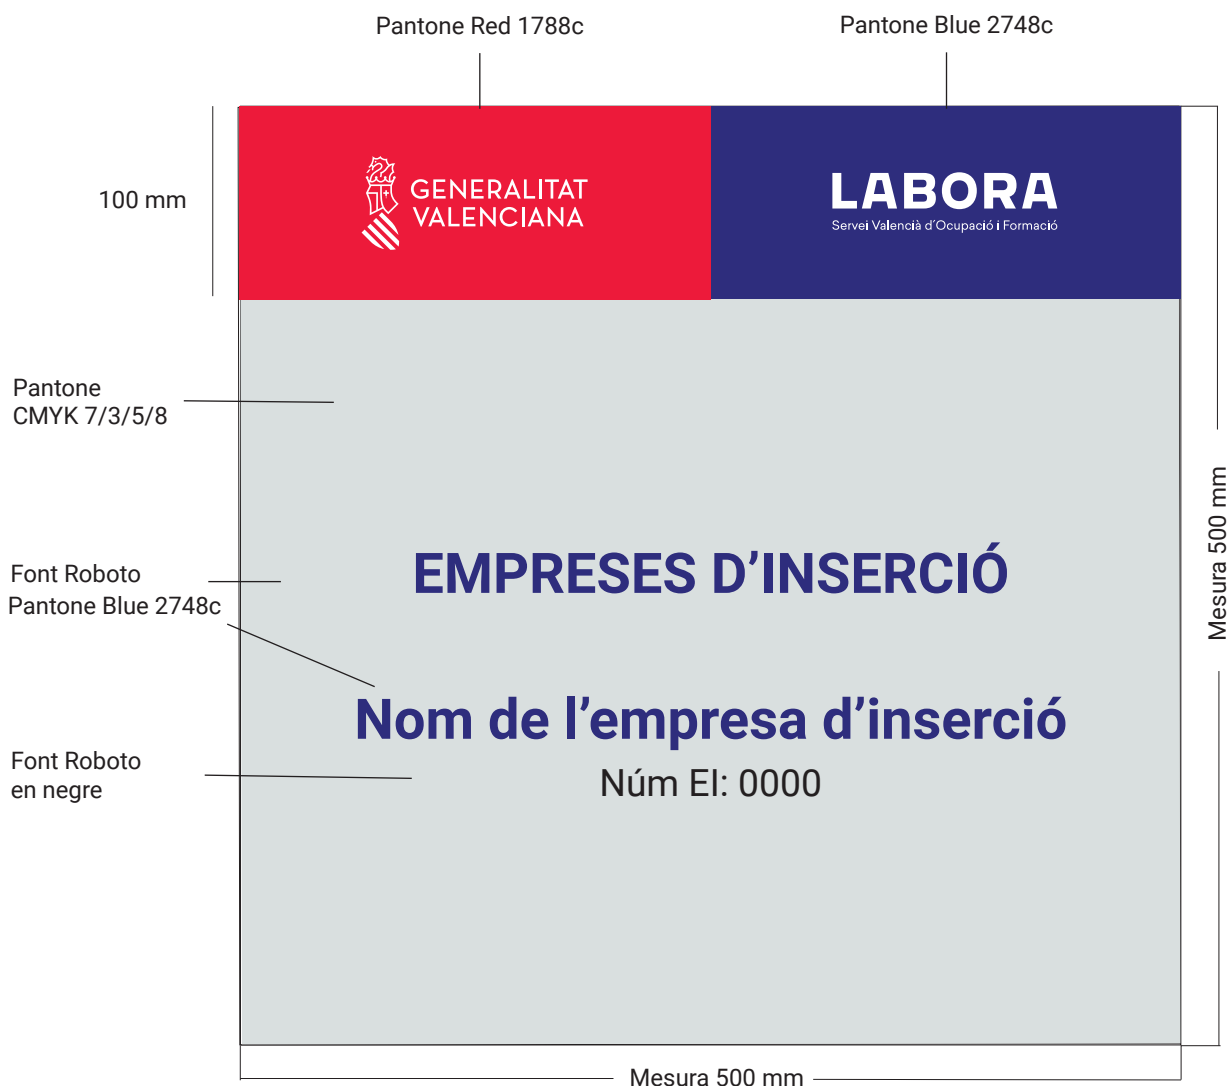 Pantone Red 1788c
Pantone Blue 2748c
100 mm
GENERALITAT
VALENCIANA
LABORA
Servei Valencià d´Ocupació i Formació
Pantone
CMYK 7/3/5/8
Mesura 500 mm
EMPRESES D’INSERCIÓ
Font Roboto
Pantone Blue 2748c
Nom de l’empresa d’inserció
Font Roboto
en negre
Núm EI: 0000
Mesura 500 mm